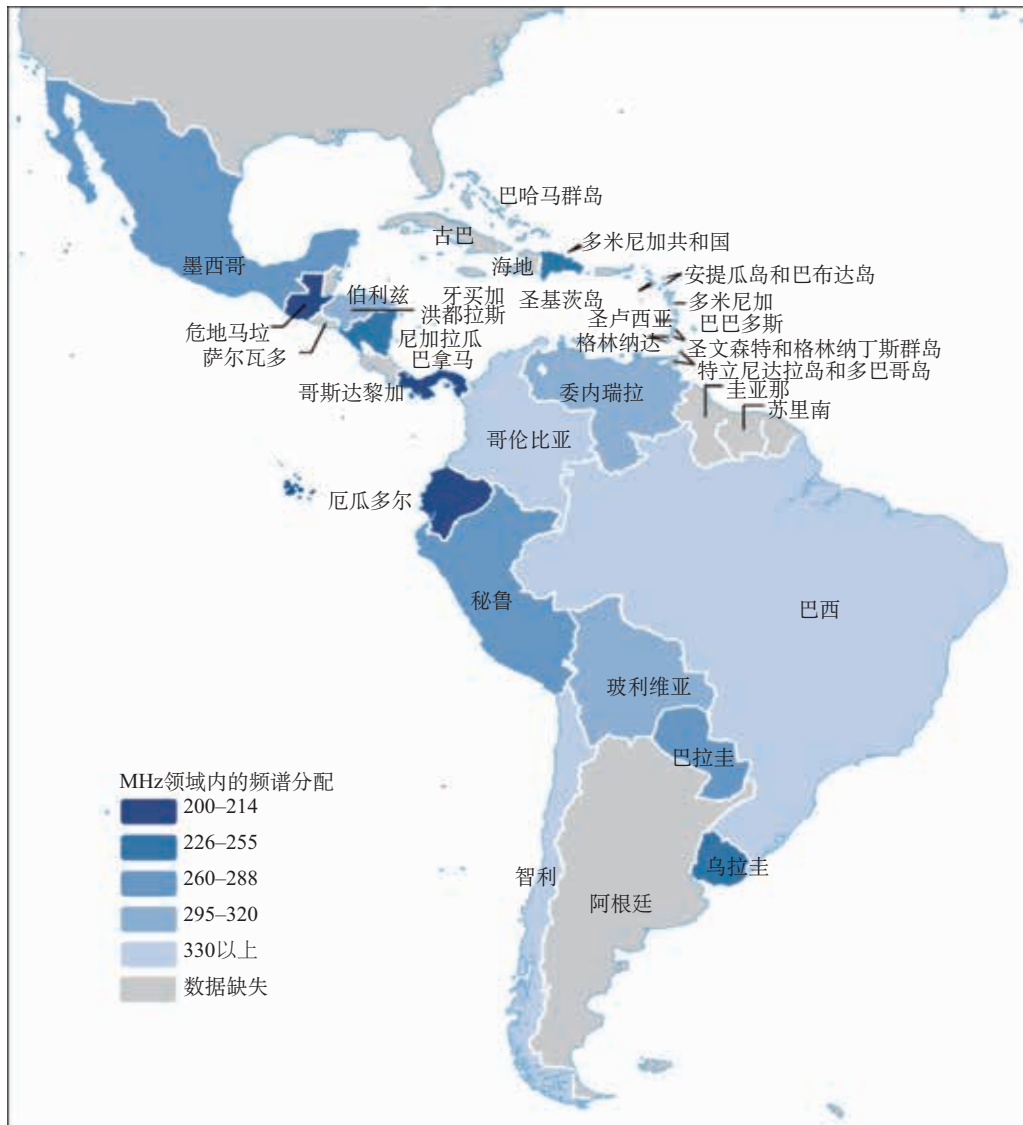 巴哈马群岛
古巴
多米尼加共和国
海地
墨西哥
安提瓜岛和巴布达岛
伯利兹
牙买加
圣基茨岛
多米尼加
洪都拉斯
圣卢西亚
巴巴多斯
危地马拉
尼加拉瓜
格林纳达
圣文森特和格林纳丁斯群岛
萨尔瓦多
巴拿马
特立尼达拉岛和多巴哥岛
哥斯达黎加
委内瑞拉
圭亚那
苏里南
哥伦比亚
厄瓜多尔
秘鲁
巴西
玻利维亚
巴拉圭
MHz领域内的频谱分配
200–214
226–255
260–288
295–320
330以上
数据缺失
智利
乌拉圭
阿根廷